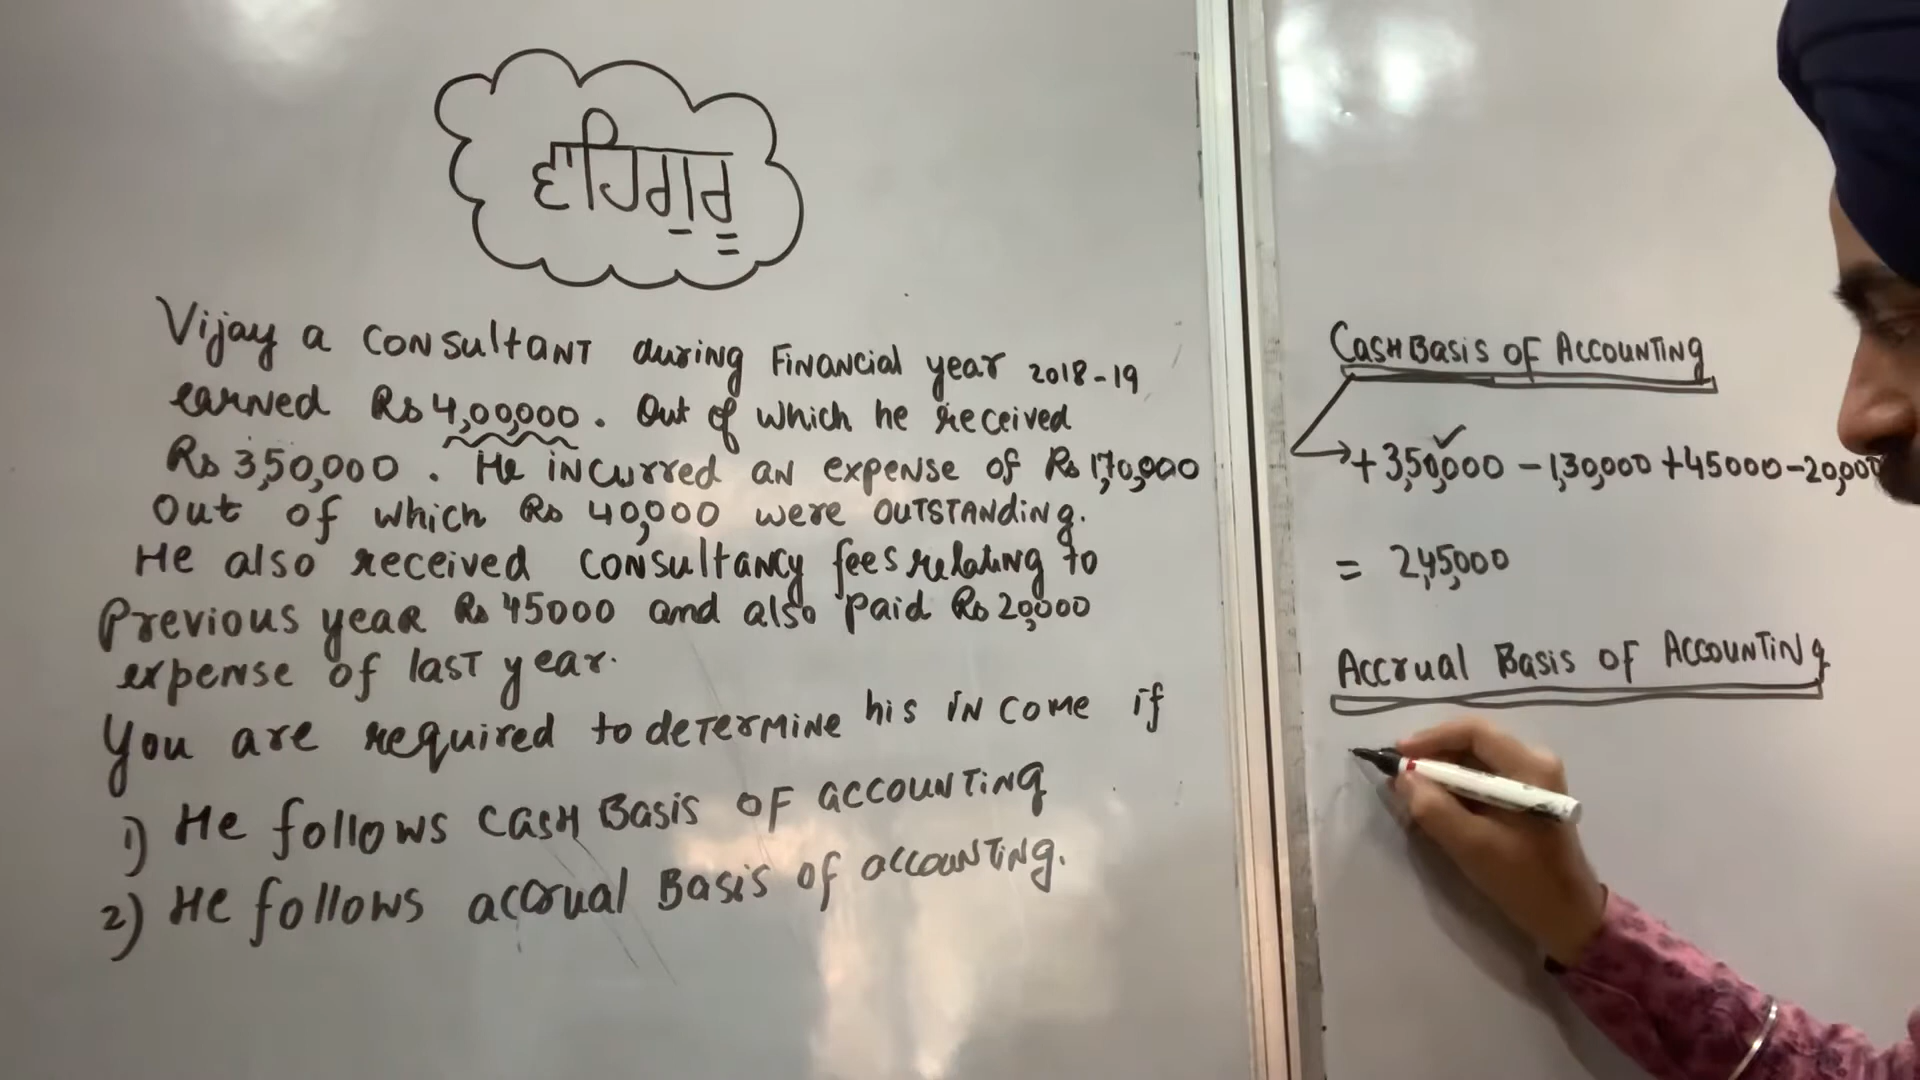 ਵਾਹਿਗੁਰੂ
Vijay a consultant during Financial year 2018-19
earned Rs 4,00,000. Out of which he received
Rs 3,50,000. He incurred an expense of Rs 1,70,000
Out of which Rs 40,000 were outstanding.
He also received consultancy fees relating to
Previous year Rs 45000 and also paid Rs 20,000
expense of last year.
You are required to determine his income if
1) He follows cash Basis of accounting
2) He follows accrual Basis of accounting.
Cash Basis of Accounting
+3,50,000 - 1,30,000 + 45000 - 20,000
= 2,45,000
Accrual Basis of Accounting